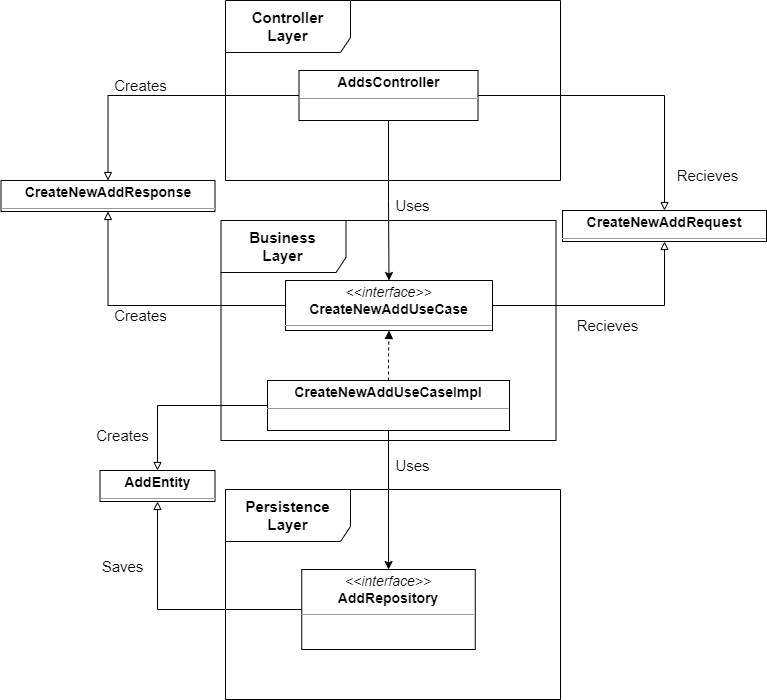 Controller
Layer
AddsController
Creates
CreateNewAddResponse
Recieves
Uses
CreateNewAddRequest
Business
Layer
<<interface>>
CreateNewAddUseCase
Creates
Recieves
CreateNewAddUseCaseImpl
Creates
Uses
AddEntity
Persistence
Layer
Saves
<<interface>>
AddRepository